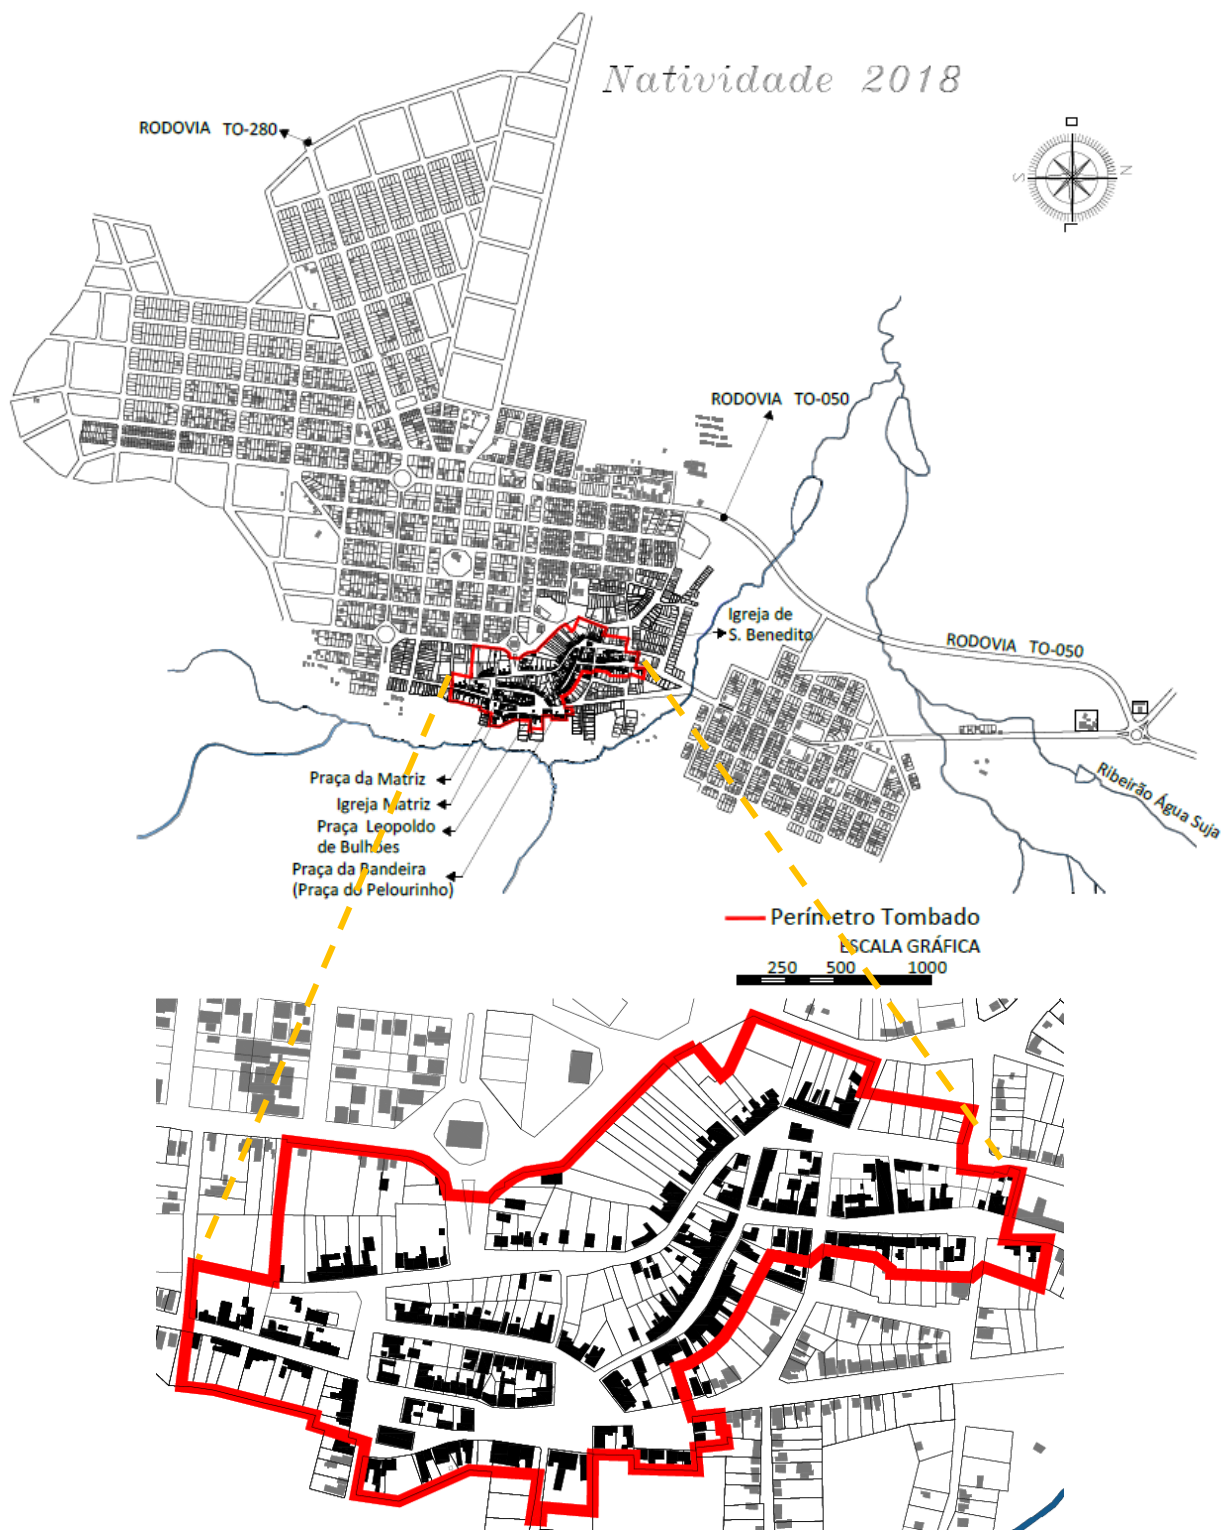 Natividade 2018
RODOVIA TO-280
S
N
O
L
RODOVIA TO-050
Igreja de
S. Benedito
RODOVIA TO-050
Ribeirão Água Suja
Praça da Matriz
Igreja Matriz
Praça Leopoldo
de Bulhões
Praça da Bandeira
(Praça do Pelourinho)
Perímetro Tombado
ESCALA GRÁFICA
250 500 1000